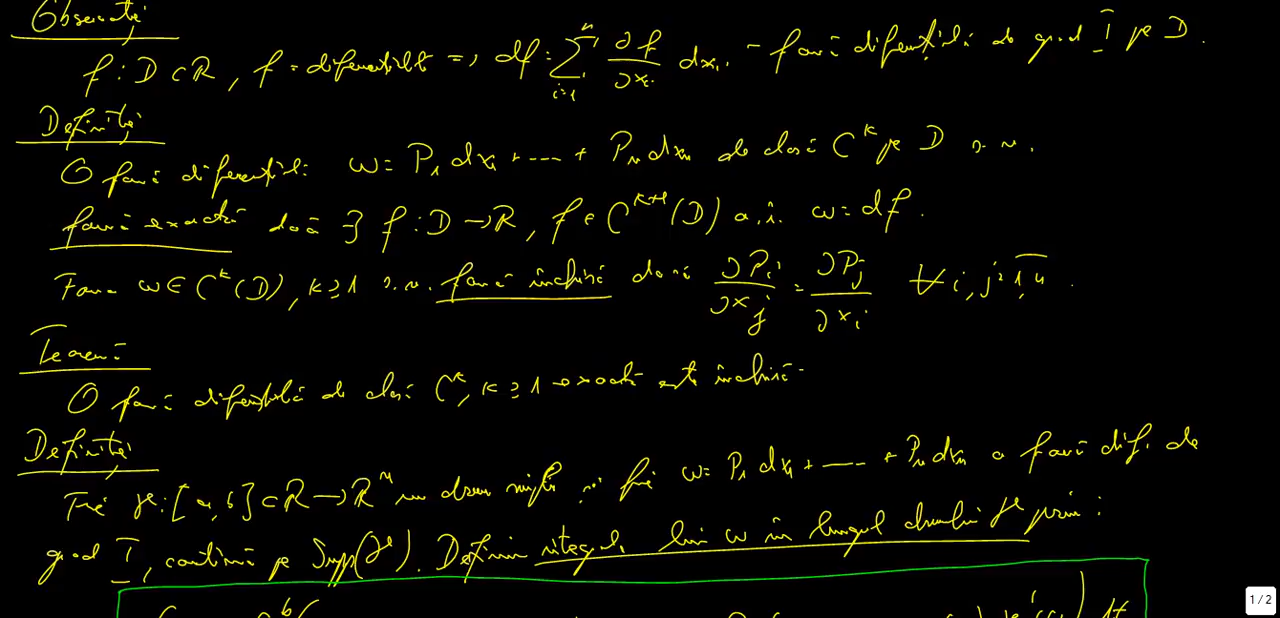 Observație
f : D ⊂ R, f = diferențiabilă => df = ∑_{i=1}^{n} ∂f/∂x_i dx_i - formă diferențială de grad I pe D.
Definiție
O formă diferențială ω = P_1 dx_1 + --- + P_n dx_n de clasă C^k pe D s.n.
formă exactă dacă ∃ f : D → R, f ∈ C^{k+1}(D) a.î. ω = df.
Forma ω ∈ C^k(D), k ≥ 1 s.n. formă închisă dacă ∂P_i/∂x_j = ∂P_j/∂x_i ∀ i, j = 1,n.
Teoremă
O formă diferențială de clasă C^k, k ≥ 1 exactă este închisă.
Definiție
Fie γ : [a, b] ⊂ R → R^n un drum și fie ω = P_1 dx_1 + --- + P_n dx_n o formă dif. de
grad I, continuă pe Supp(γ). Definim integrala lui ω în lungul drumului γ prin:
1 / 2